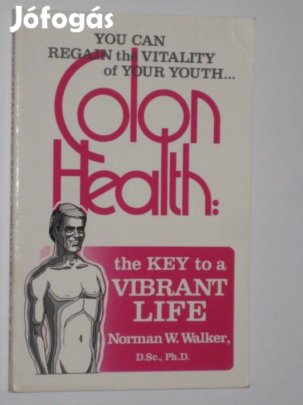 Jófogás
YOU CAN
REGAIN the VITALITY
of YOUR YOUTH...
Colon
Health:
the KEY to a
VIBRANT
LIFE
Norman W. Walker,
D.Sc., Ph.D.